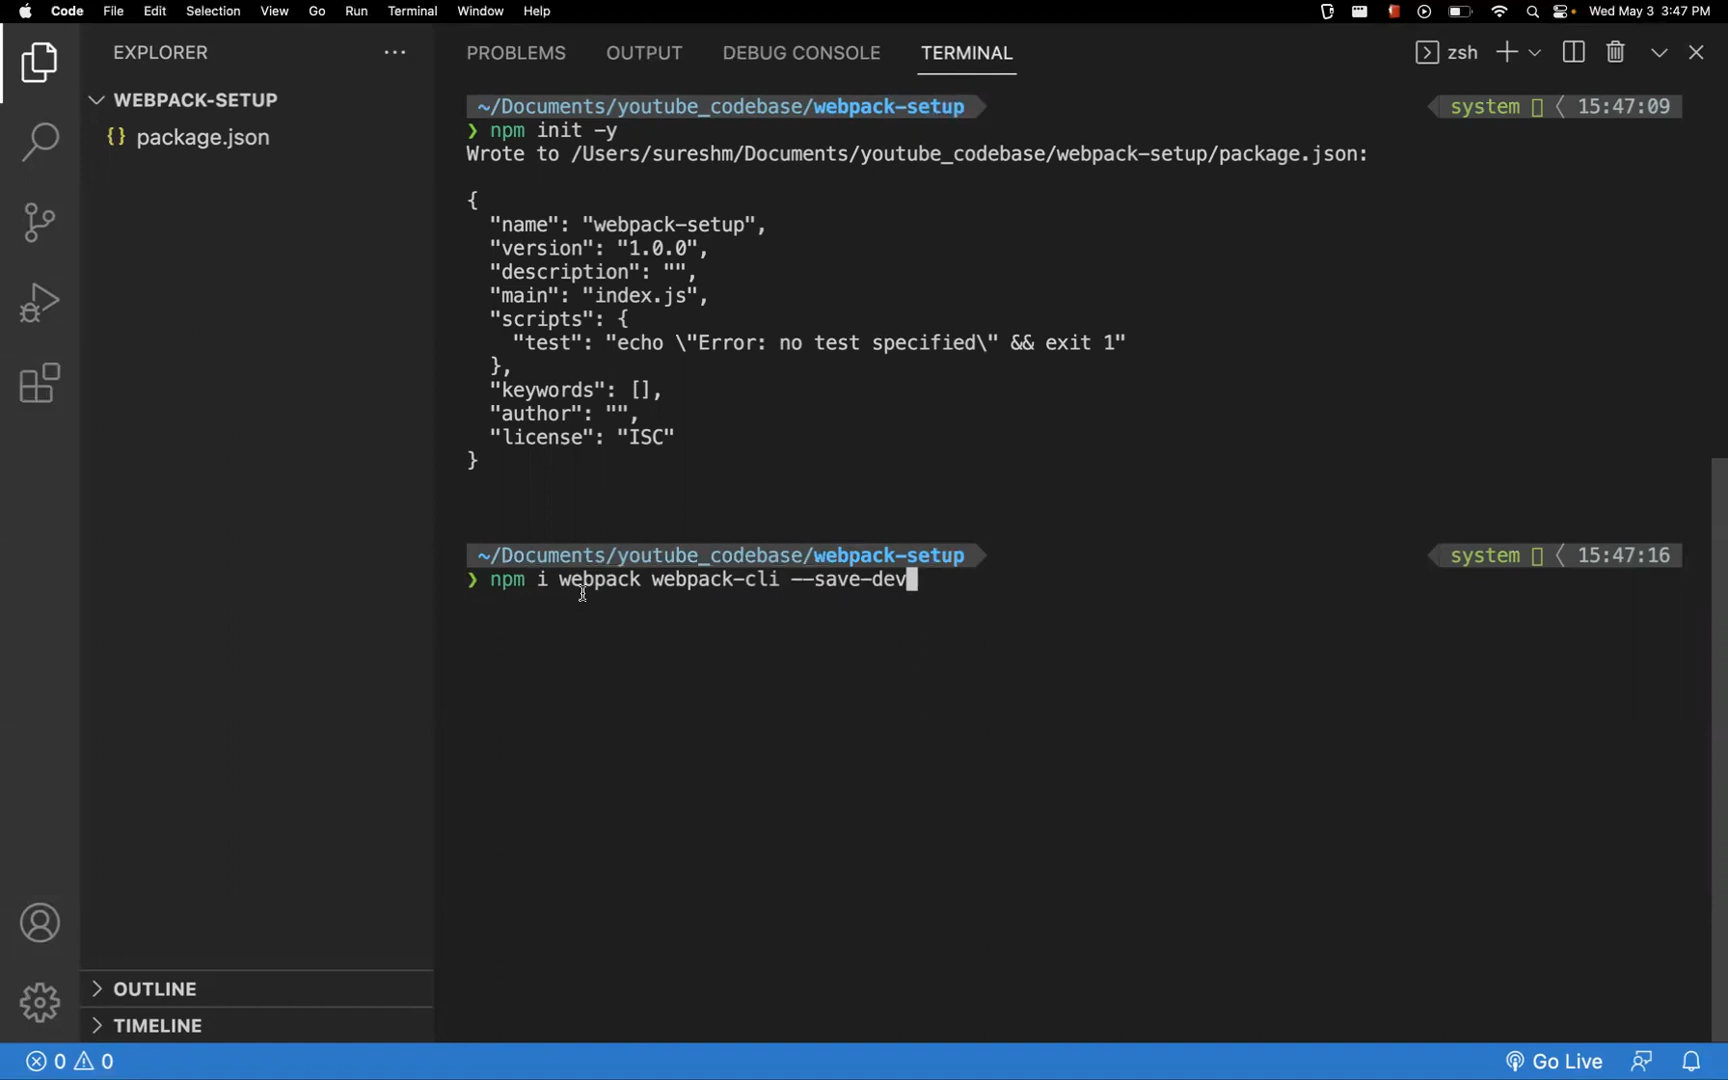 Code File Edit Selection View Go Run Terminal Window Help Wed May 3 3:47 PM
EXPLORER
WEBPACK-SETUP
{} package.json
OUTLINE
TIMELINE
PROBLEMS OUTPUT DEBUG CONSOLE TERMINAL zsh
~/Documents/youtube_codebase/webpack-setup system 15:47:09
❯ npm init -y
Wrote to /Users/sureshm/Documents/youtube_codebase/webpack-setup/package.json:
{
"name": "webpack-setup",
"version": "1.0.0",
"description": "",
"main": "index.js",
"scripts": {
"test": "echo \"Error: no test specified\" && exit 1"
},
"keywords": [],
"author": "",
"license": "ISC"
}
~/Documents/youtube_codebase/webpack-setup system 15:47:16
❯ npm i webpack webpack-cli --save-dev
0 0 Go Live